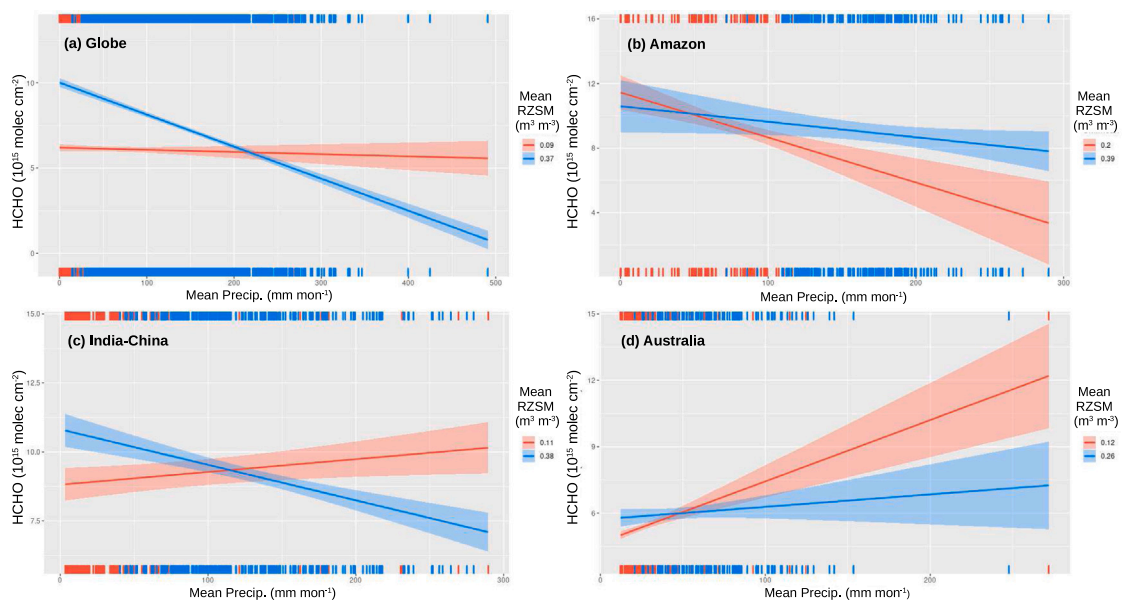 (a) Globe
HCHO (10¹⁵ molec cm⁻²)
10
5
0
0
100
200
300
400
500
Mean Precip. (mm mon⁻¹)
Mean
RZSM
(m³ m⁻³)
0.09
0.37
(b) Amazon
HCHO (10¹⁵ molec cm⁻²)
16
12
8
4
0
100
200
300
Mean Precip. (mm mon⁻¹)
Mean
RZSM
(m³ m⁻³)
0.2
0.39
(c) India-China
HCHO (10¹⁵ molec cm⁻²)
15.0
12.5
10.0
7.5
0
100
200
300
Mean Precip. (mm mon⁻¹)
Mean
RZSM
(m³ m⁻³)
0.11
0.38
(d) Australia
HCHO (10¹⁵ molec cm⁻²)
15
12
9
6
0
100
200
Mean Precip. (mm mon⁻¹)
Mean
RZSM
(m³ m⁻³)
0.12
0.26